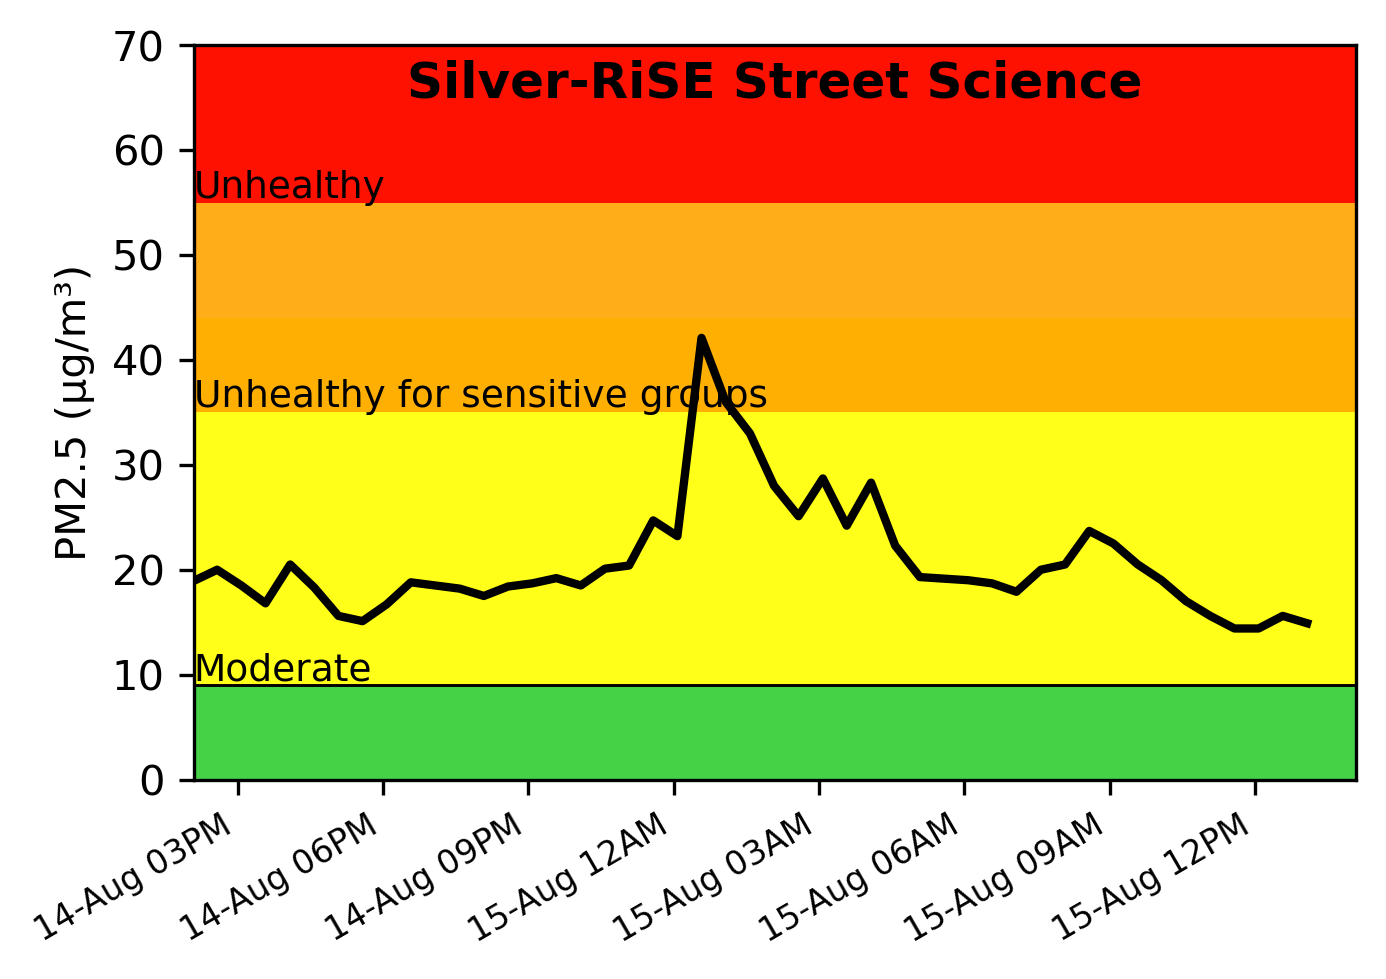 Silver-RiSE Street Science
PM2.5 (µg/m³)
70
60
50
40
30
20
10
0
Unhealthy
Unhealthy for sensitive groups
Moderate
14-Aug 03PM
14-Aug 06PM
14-Aug 09PM
15-Aug 12AM
15-Aug 03AM
15-Aug 06AM
15-Aug 09AM
15-Aug 12PM